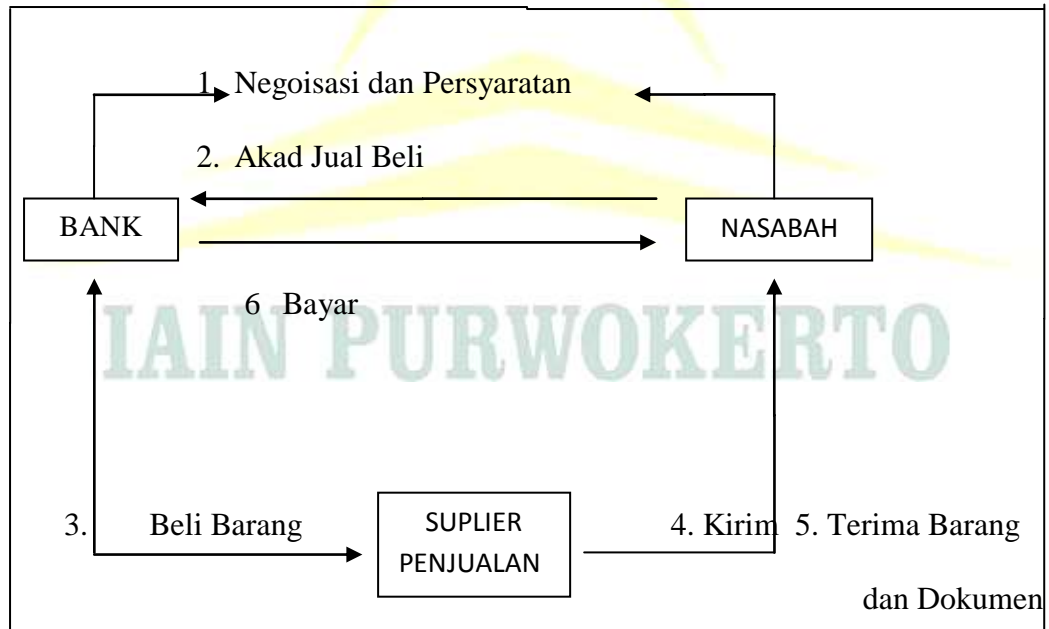 1. Negoisasi dan Persyaratan
2. Akad Jual Beli
BANK
NASABAH
6 Bayar
IAIN PURWOKERTO
3. Beli Barang
SUPLIER
PENJUALAN
4. Kirim 5. Terima Barang
dan Dokumen